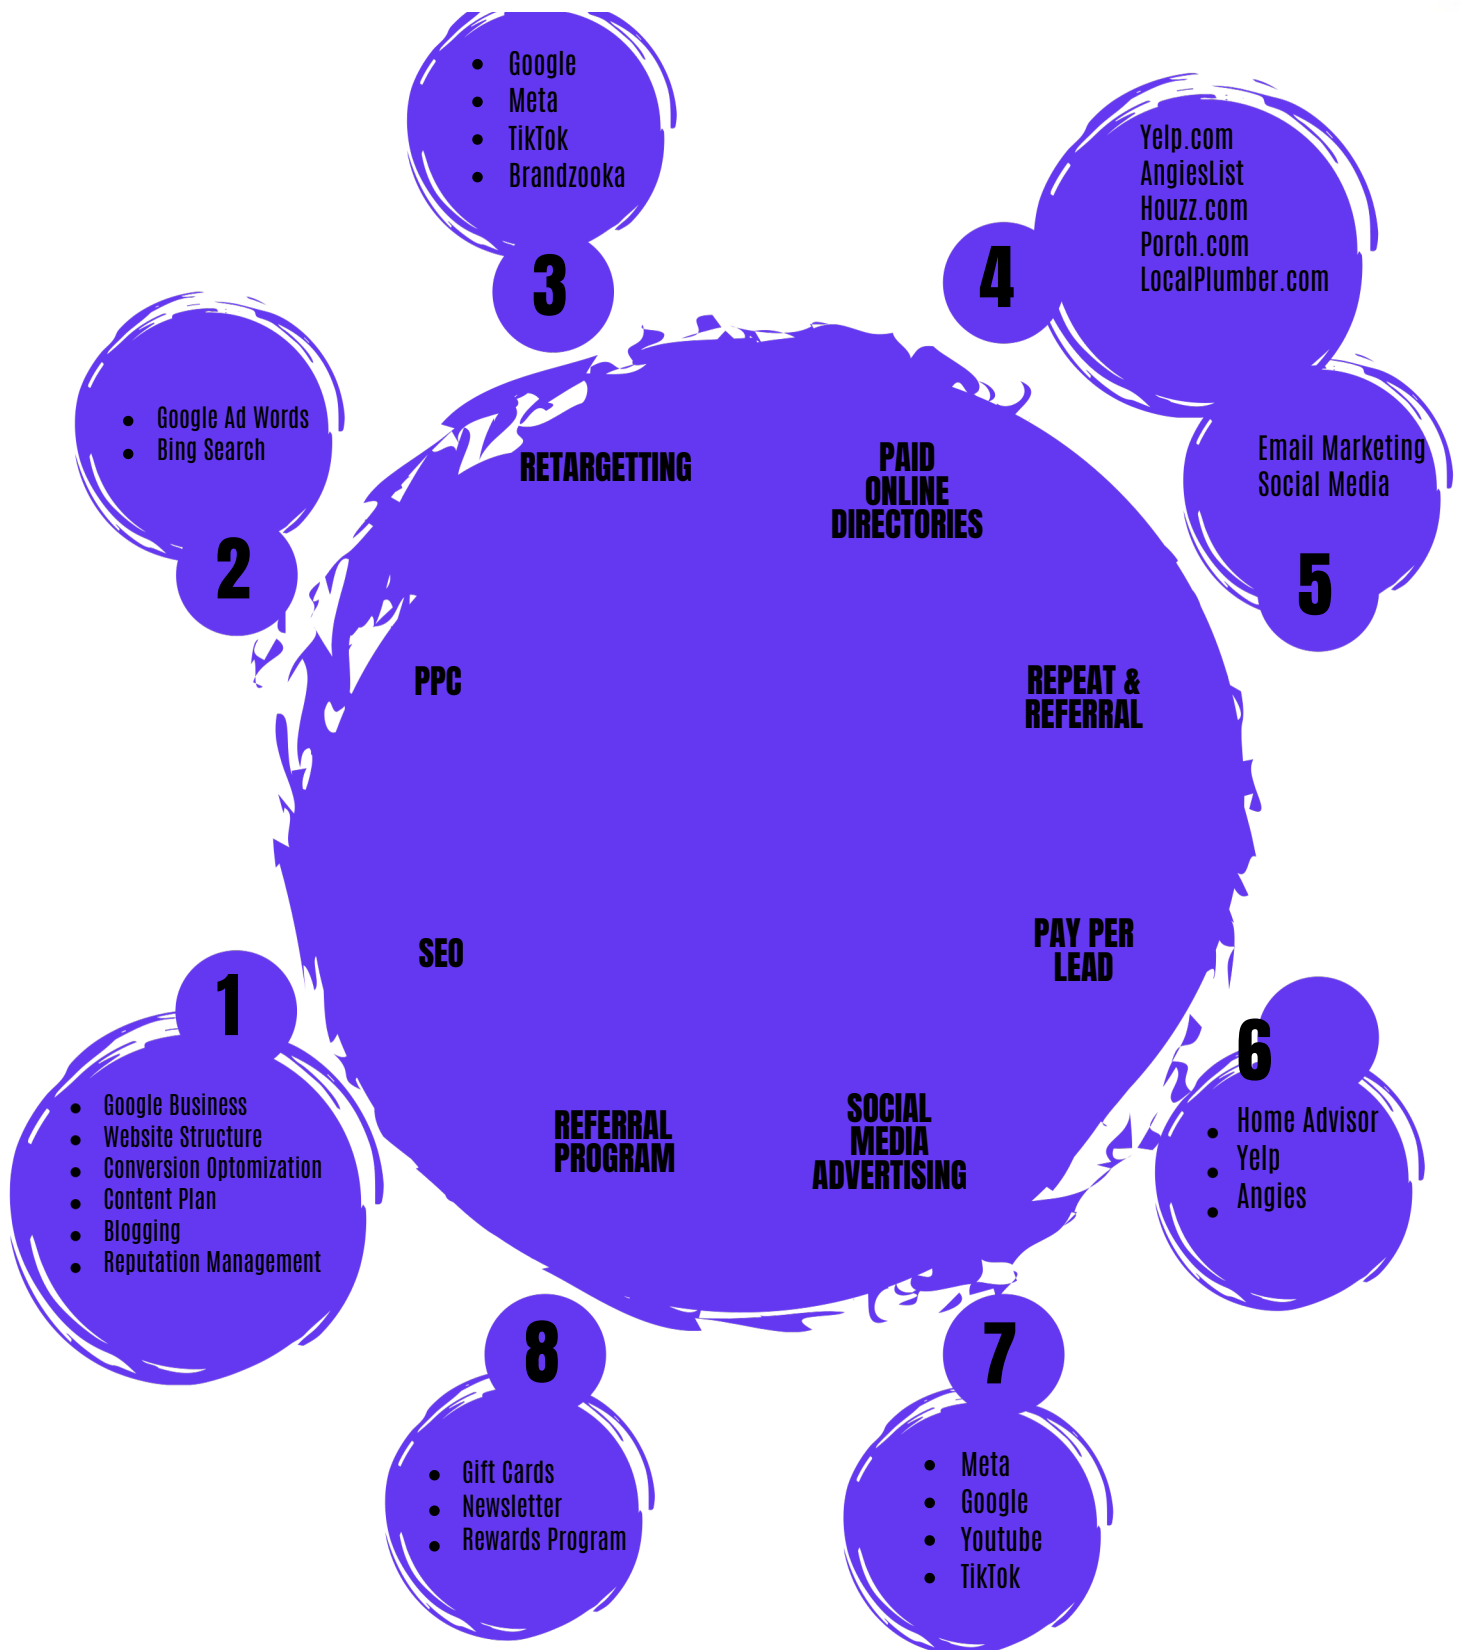 Google
Meta
TikTok
Brandzooka
3
Yelp.com
AngiesList
Houzz.com
Porch.com
LocalPlumber.com
4
Google Ad Words
Bing Search
2
Email Marketing
Social Media
5
RETARGETTING
PAID
ONLINE
DIRECTORIES
PPC
REPEAT &
REFERRAL
SEO
PAY PER
LEAD
REFERRAL
PROGRAM
SOCIAL
MEDIA
ADVERTISING
1
Google Business
Website Structure
Conversion Optomization
Content Plan
Blogging
Reputation Management
6
Home Advisor
Yelp
Angies
8
Gift Cards
Newsletter
Rewards Program
7
Meta
Google
Youtube
TikTok